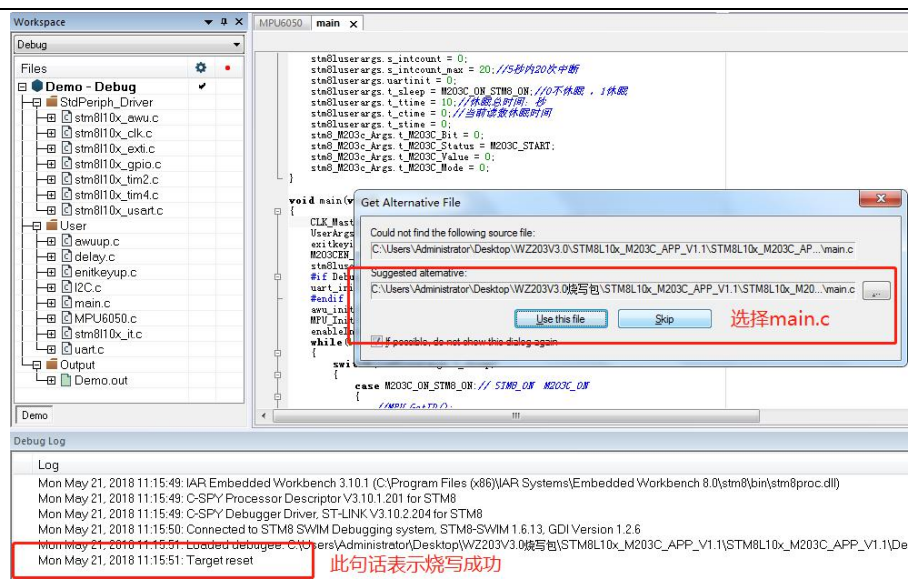 Workspace
MPU6050 main x
Debug
Files
Demo - Debug
StdPeriph_Driver
stm8l10x_awu.c
stm8l10x_clk.c
stm8l10x_exti.c
stm8l10x_gpio.c
stm8l10x_tim2.c
stm8l10x_tim4.c
stm8l10x_usart.c
User
awuup.c
delay.c
enitkeyup.c
I2C.c
main.c
MPU6050.c
stm8l10x_it.c
uart.c
Output
Demo.out
Demo
stm8luserargs.s_intcount = 0;
stm8luserargs.s_intcount_max = 20;//5秒内20次中断
stm8luserargs.uartinit = 0;
stm8luserargs.t_sleep = M203C_ON_STM8_ON;//0不休眠 , 1休眠
stm8luserargs.t_ttime = 10;//休眠总时间: 秒
stm8luserargs.t_ctime = 0;//当前读数休眠时间
stm8luserargs.t_stime = 0;
stm8_M203c_Args.t_M203C_Bit = 0;
stm8_M203c_Args.t_M203C_Status = M203C_START;
stm8_M203c_Args.t_M203C_Value = 0;
stm8_M203c_Args.t_M203C_Mode = 0;
}
void main(v
{
CLK_Mast
UserArgs
exitkeyi
M203CEN_
stm8luse
#if Debu
uart_ini
#endif
awu_init
MPU_Init
enableIn
while(
{
swi
{
case M203C_ON_STM8_ON:// STM8_ON M203C_ON
{
//MPU_GetID();
Get Alternative File
Could not find the following source file:
C:\Users\Administrator\Desktop\WZ203V3.0\STM8L10x_M203C_APP_V1.1\STM8L10x_M203C_AP...\main.c
Suggested alternative:
C:\Users\Administrator\Desktop\WZ203V3.0烧写包\STM8L10x_M203C_APP_V1.1\STM8L10x_M20...\main.c
...
Use this file Skip 选择main.c
If possible, do not show this dialog again
Debug Log
Log
Mon May 21, 2018 11:15:49: IAR Embedded Workbench 3.10.1 (C:\Program Files (x86)\IAR Systems\Embedded Workbench 8.0\stm8\bin\stm8proc.dll)
Mon May 21, 2018 11:15:49: C-SPY Processor Descriptor V3.10.1.201 for STM8
Mon May 21, 2018 11:15:49: C-SPY Debugger Driver, ST-LINK V3.10.2.204 for STM8
Mon May 21, 2018 11:15:50: Connected to STM8 SWIM Debugging system, STM8-SWIM 1.6.13, GDI Version 1.2.6
Mon May 21, 2018 11:15:51: Loaded debugee: C:\Users\Administrator\Desktop\WZ203V3.0烧写包\STM8L10x_M203C_APP_V1.1\STM8L10x_M203C_APP_V1.1\De
Mon May 21, 2018 11:15:51: Target reset
此句话表示烧写成功